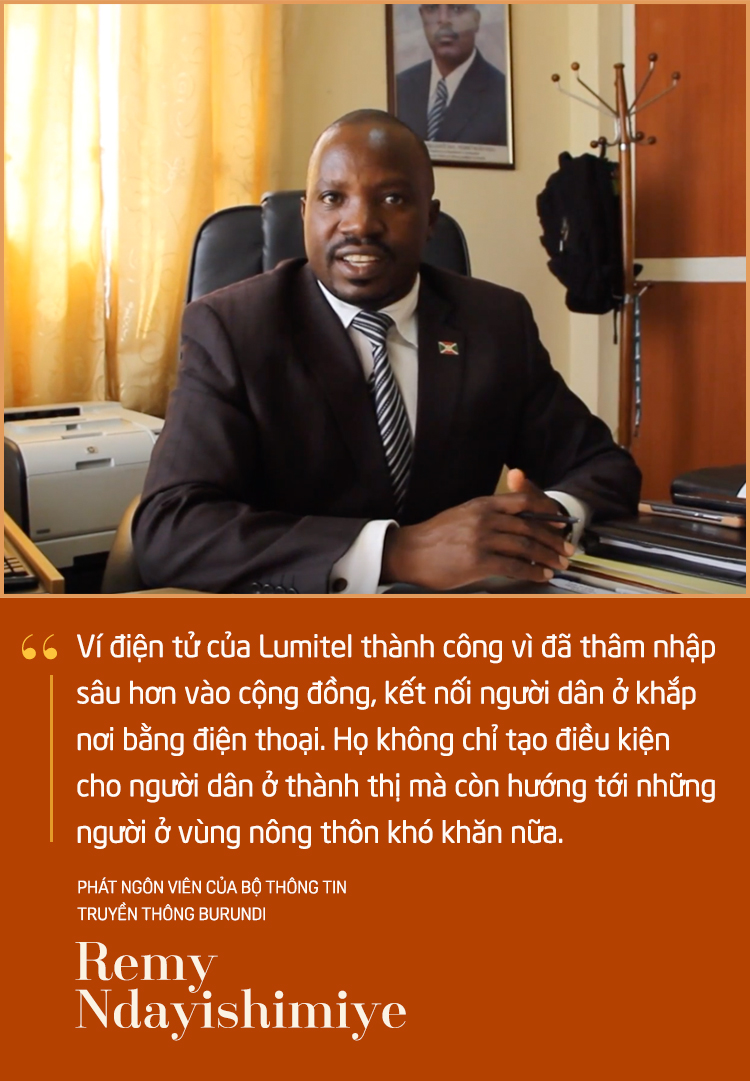 Ví điện tử của Lumitel thành công vì đã thâm nhập
sâu hơn vào cộng đồng, kết nối người dân ở khắp
nơi bằng điện thoại. Họ không chỉ tạo điều kiện
cho người dân ở thành thị mà còn hướng tới những
người ở vùng nông thôn khó khăn nữa.
PHÁT NGÔN VIÊN CỦA BỘ THÔNG TIN
TRUYỀN THÔNG BURUNDI
Remy
Ndayishimiye